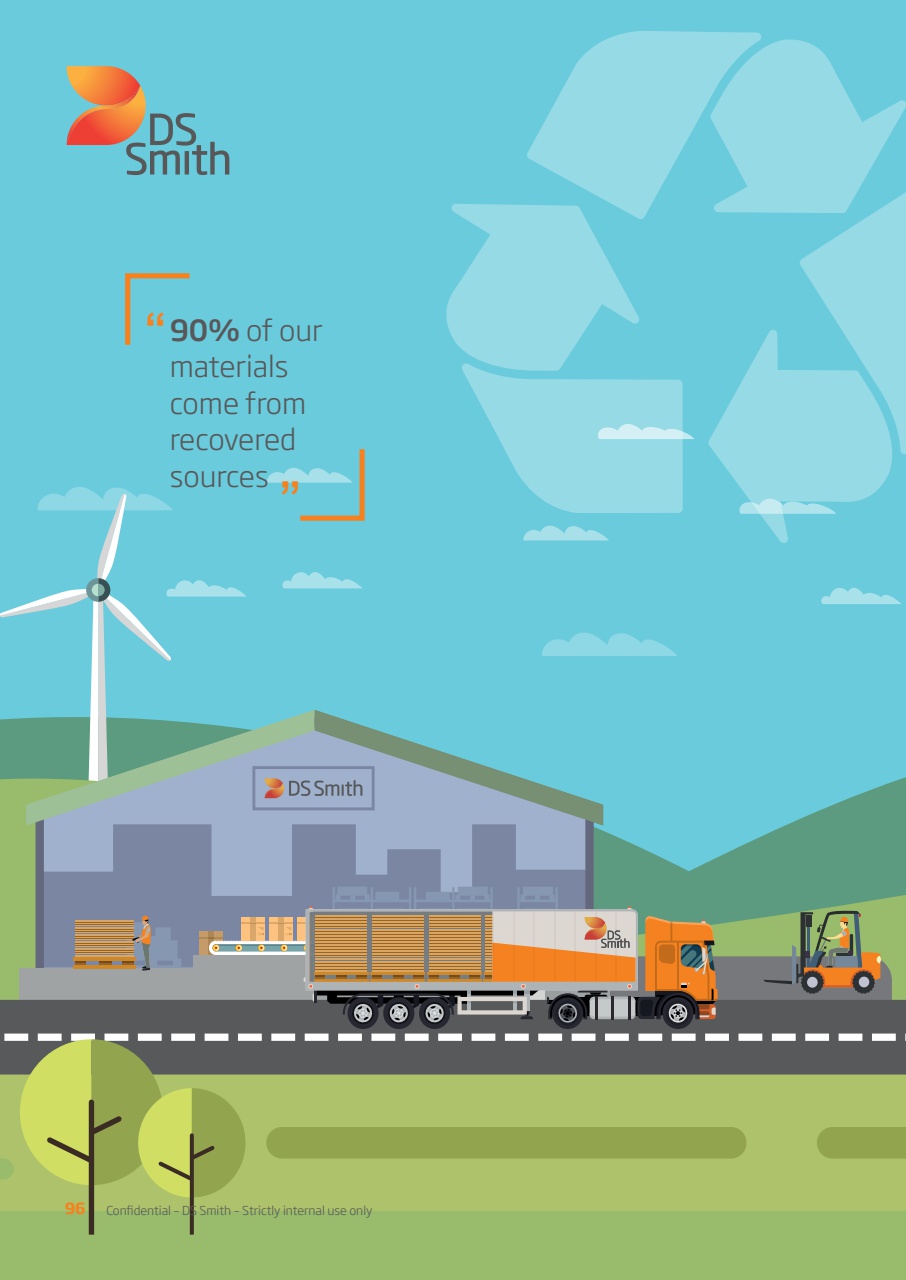 DS
Smith
“90% of our
materials
come from
recovered
sources”
DS Smith
DS
Smith
96 Confidential – DS Smith – Strictly internal use only